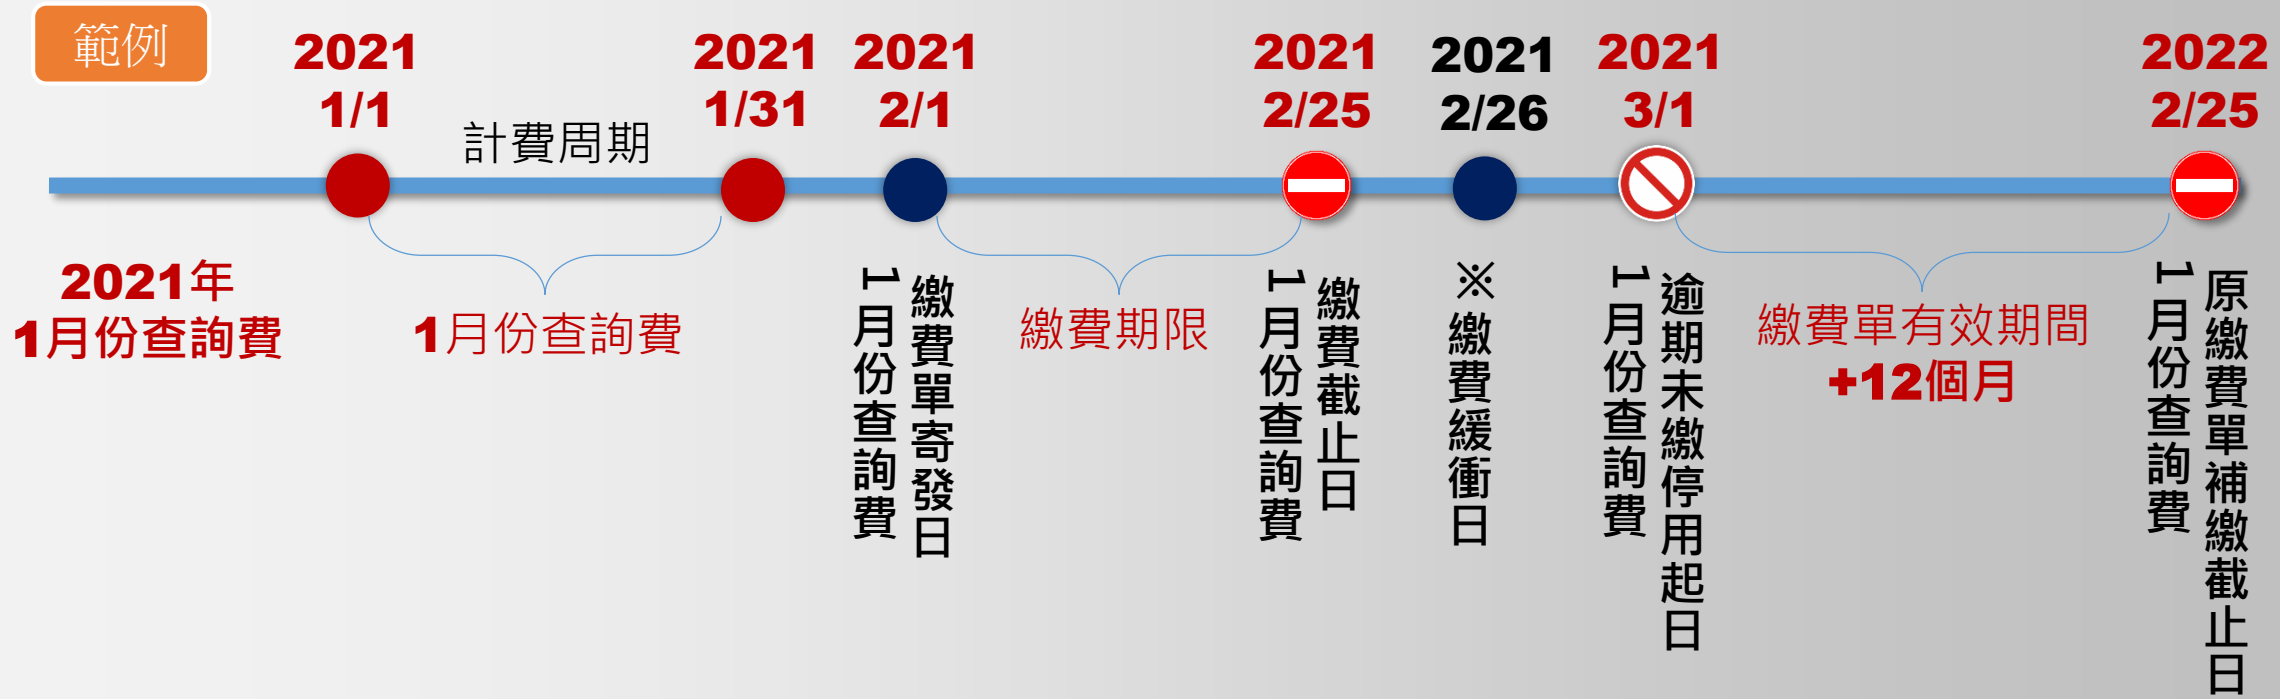 範例
2021
1/1
計費周期
2021
1/31
2021
2/1
2021
2/25
2021
2/26
2021
3/1
2022
2/25
2021年
1月份查詢費
1月份查詢費
1月份查詢費
繳費單寄發日
繳費期限
1月份查詢費
繳費截止日
※繳費緩衝日
1月份查詢費
逾期未繳停用起日
繳費單有效期間
+12個月
1月份查詢費
原繳費單補繳截止日